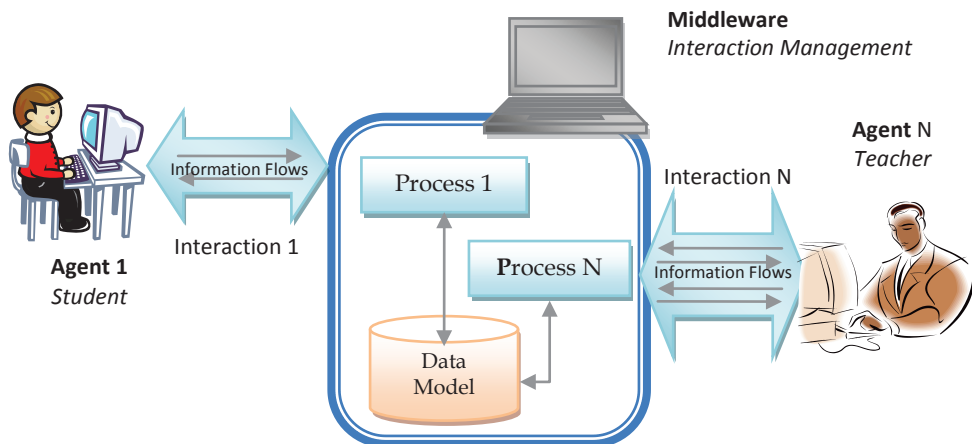 Middleware
Interaction Management
Agent 1
Student
Information Flows
Interaction 1
Process 1
Process N
Data
Model
Interaction N
Information Flows
Agent N
Teacher